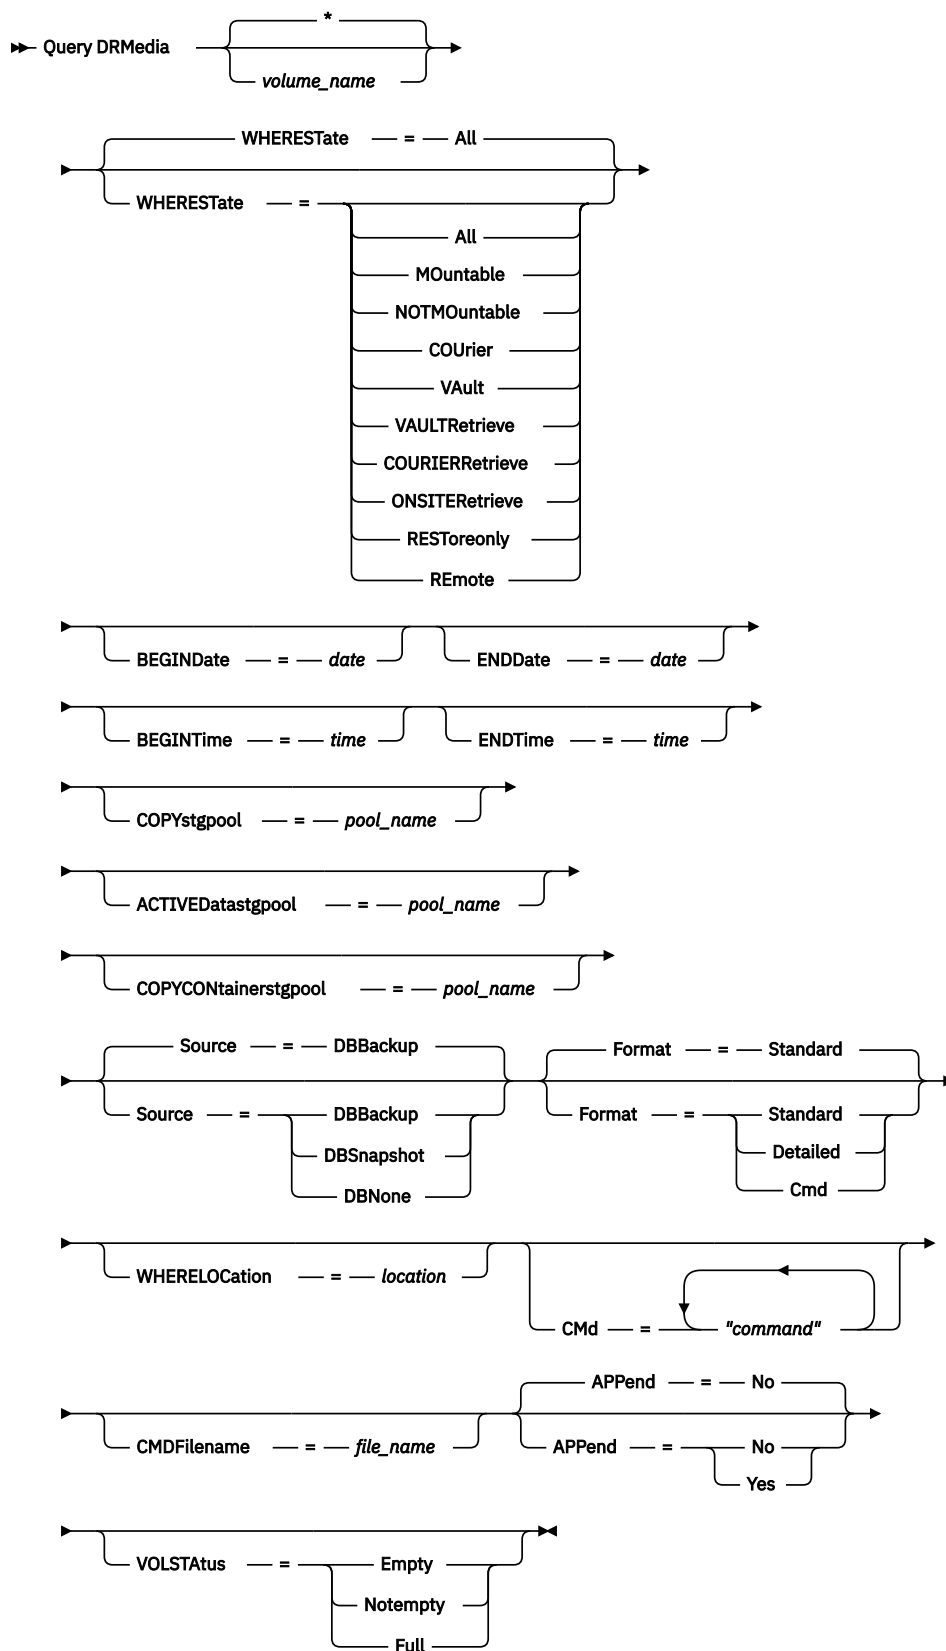 *
Query DRMedia
volume_name
WHERESTate = All
WHERESTate =
All
MOuntable
NOTMOuntable
COUrier
VAult
VAULTRetrieve
COURIERRetrieve
ONSITERetrieve
RESToreonly
REmote
BEGINDate = date ENDDate = date
BEGINTime = time ENDTime = time
COPYstgpool = pool_name
ACTIVEDatastgpool = pool_name
COPYCONtainerstgpool = pool_name
Source = DBBackup Format = Standard
Source = DBBackup Format = Standard
DBSnapshot Detailed
DBNone Cmd
WHERELOCation = location
CMd = "command"
APPend = No
CMDFilename = file_name APPend = No
Yes
VOLSTAtus = Empty
Notempty
Full